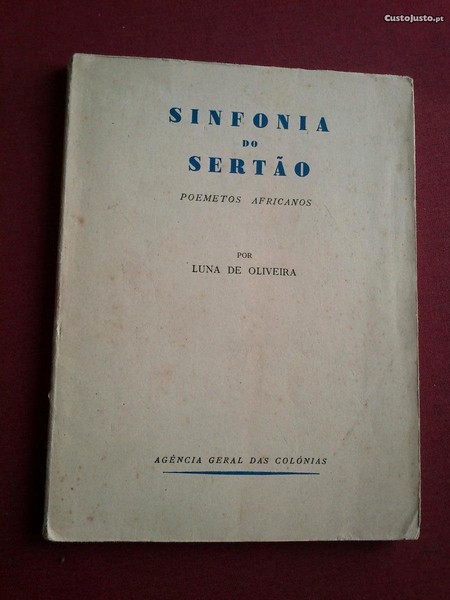 CustoJusto.pt
SINFONIA
DO
SERTÃO
POEMETOS AFRICANOS
POR
LUNA DE OLIVEIRA
AGÊNCIA GERAL DAS COLÓNIAS